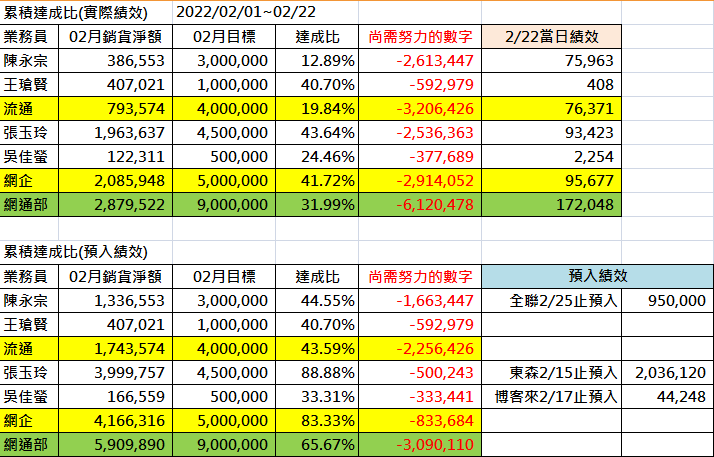 累積達成比(實際績效) 2022/02/01~02/22
業務員 02月銷貨淨額 02月目標 達成比 尚需努力的數字 2/22當日績效
陳永宗 386,553 3,000,000 12.89% -2,613,447 75,963
王瑲賢 407,021 1,000,000 40.70% -592,979 408
流通 793,574 4,000,000 19.84% -3,206,426 76,371
張玉玲 1,963,637 4,500,000 43.64% -2,536,363 93,423
吳佳螢 122,311 500,000 24.46% -377,689 2,254
網企 2,085,948 5,000,000 41.72% -2,914,052 95,677
網通部 2,879,522 9,000,000 31.99% -6,120,478 172,048
累積達成比(預入績效)
業務員 02月銷貨淨額 02月目標 達成比 尚需努力的數字 預入績效
陳永宗 1,336,553 3,000,000 44.55% -1,663,447 全聯2/25止預入 950,000
王瑲賢 407,021 1,000,000 40.70% -592,979
流通 1,743,574 4,000,000 43.59% -2,256,426
張玉玲 3,999,757 4,500,000 88.88% -500,243 東森2/15止預入 2,036,120
吳佳螢 166,559 500,000 33.31% -333,441 博客來2/17止預入 44,248
網企 4,166,316 5,000,000 83.33% -833,684
網通部 5,909,890 9,000,000 65.67% -3,090,110